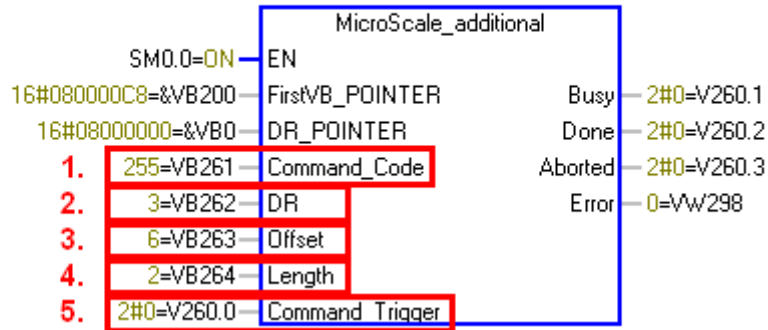 MicroScale_additional
SM0.0=ON EN
16#080000C8=&VB200 FirstVB_POINTER Busy 2#0=V260.1
16#08000000=&VB0 DR_POINTER Done 2#0=V260.2
1. 255=VB261 Command_Code Aborted 2#0=V260.3
2. 3=VB262 DR Error 0=VW298
3. 6=VB263 Offset
4. 2=VB264 Length
5. 2#0=V260.0 Command_Trigger